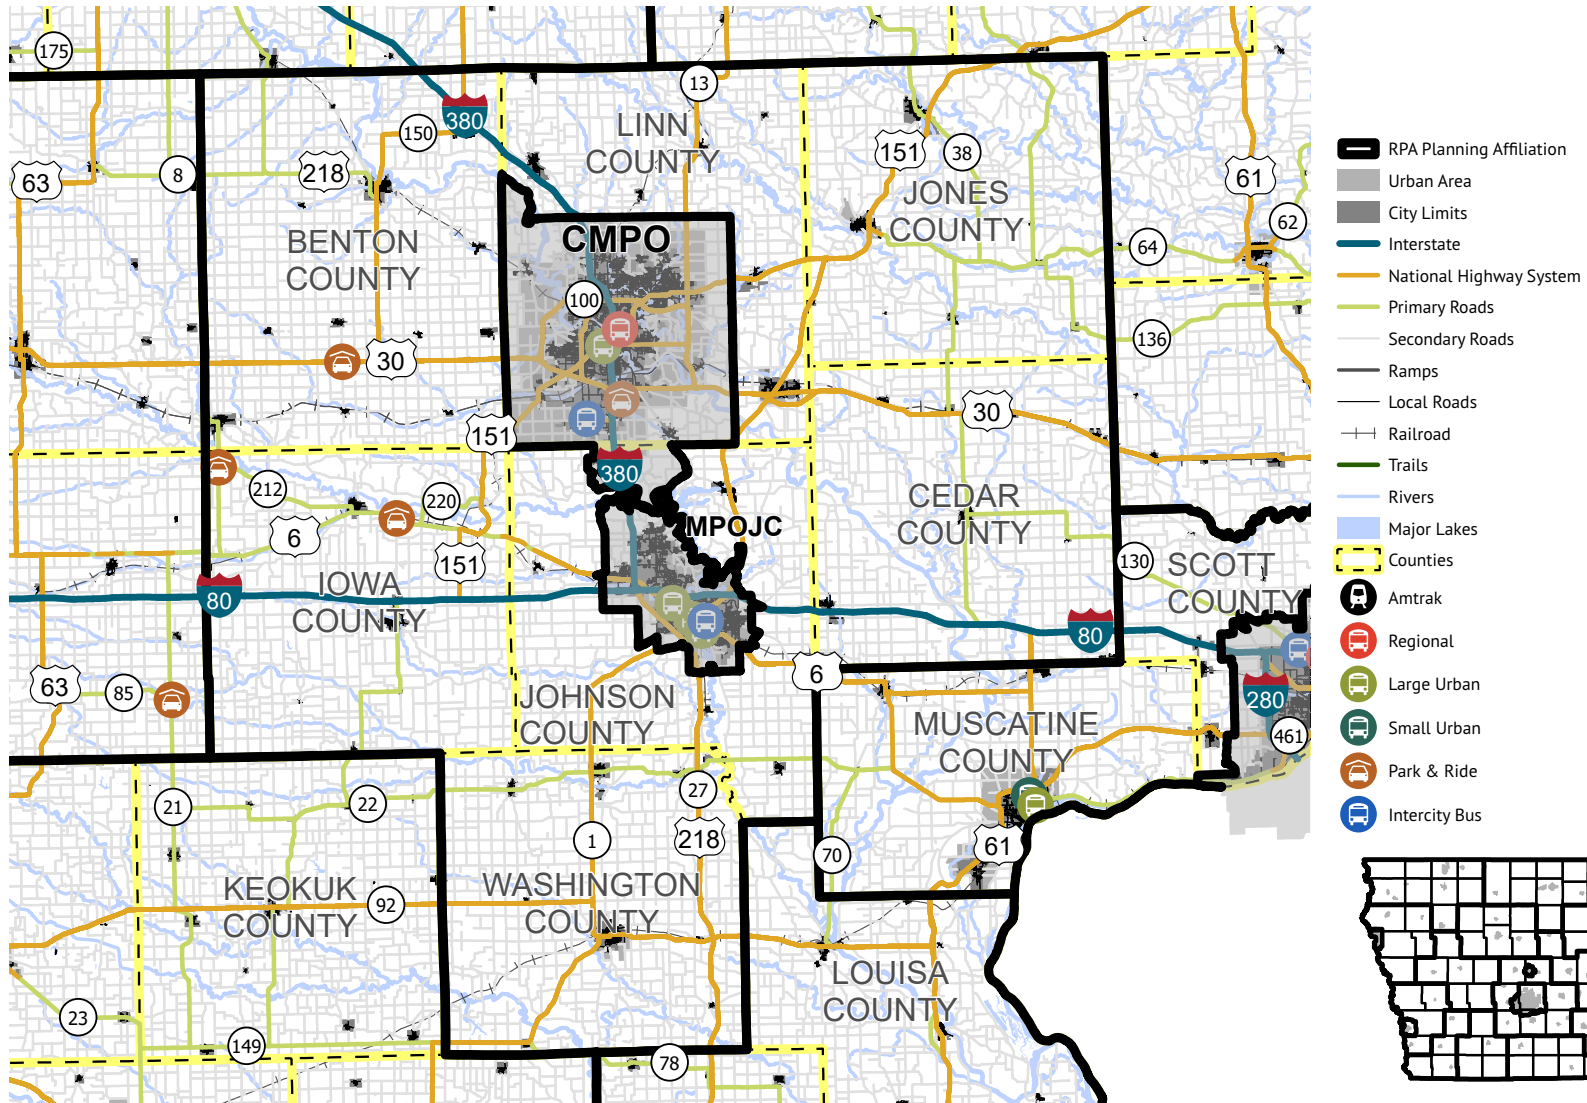 175
13
LINN
COUNTY
380
150
151
38
218
8
63
61
JONES
COUNTY
62
BENTON
COUNTY
CMPO
64
100
136
30
30
151
380
212
220
CEDAR
COUNTY
6
MPOJC
151
130
SCOTT
COUNTY
IOWA
COUNTY
80
80
6
63
85
280
JOHNSON
COUNTY
MUSCATINE
COUNTY
461
21
22
27
1
218
61
70
KEOKUK
COUNTY
92
WASHINGTON
COUNTY
LOUISA
COUNTY
23
149
78
RPA Planning Affiliation
Urban Area
City Limits
Interstate
National Highway System
Primary Roads
Secondary Roads
Ramps
Local Roads
Railroad
Trails
Rivers
Major Lakes
Counties
Amtrak
Regional
Large Urban
Small Urban
Park & Ride
Intercity Bus